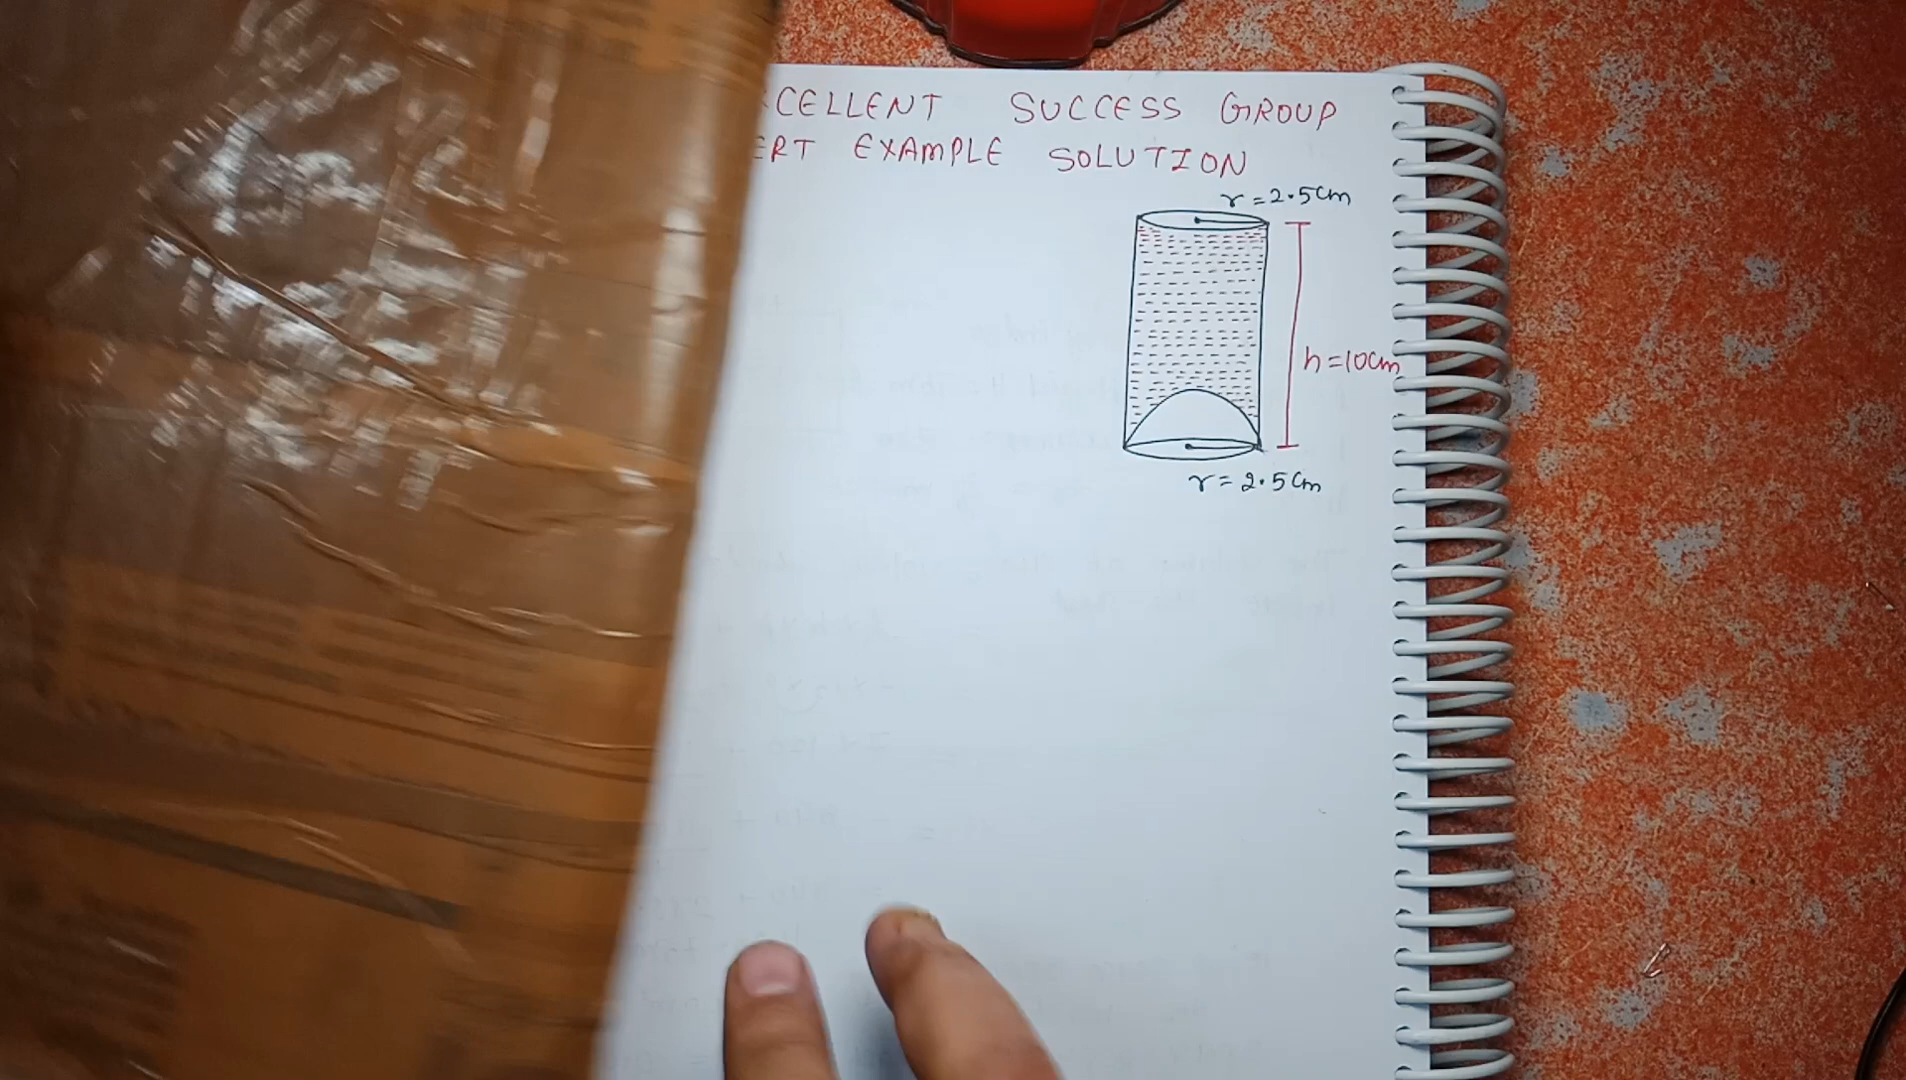 CELLENT SUCCESS GROUP
ERT EXAMPLE SOLUTION
r = 2.5cm
h = 10cm
r = 2.5cm